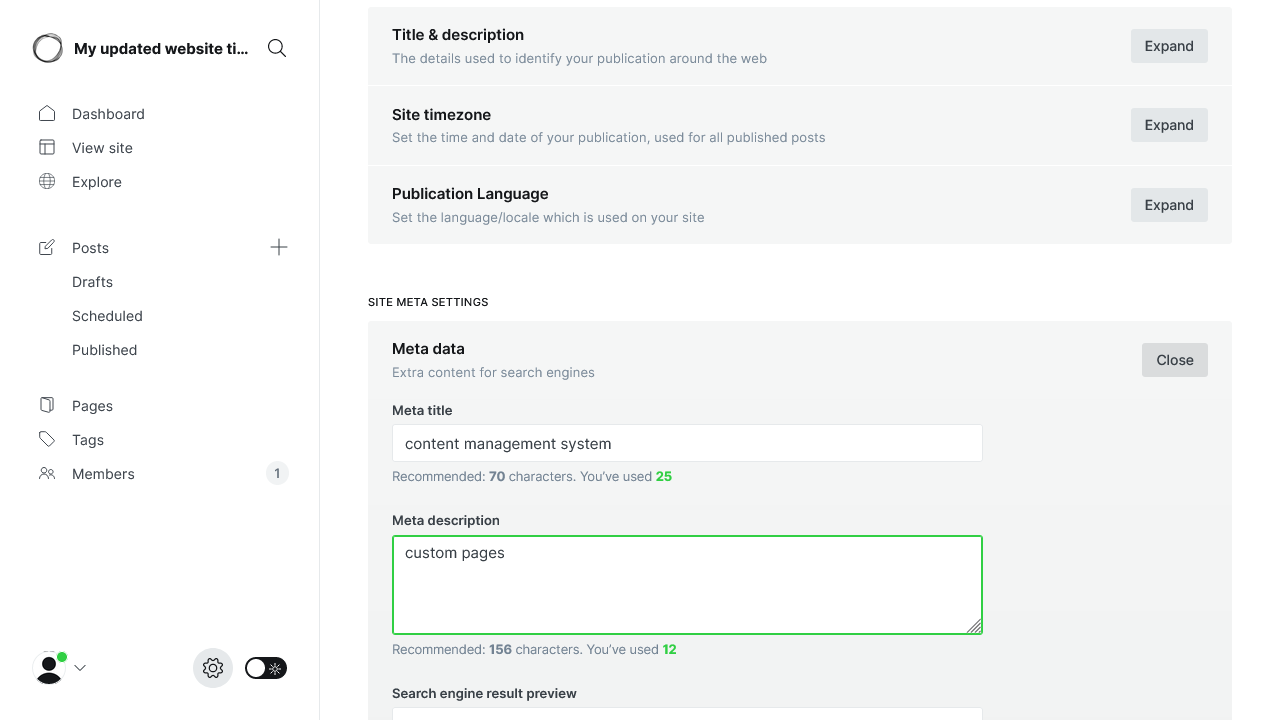 My updated website ti...
Dashboard
View site
Explore
Posts
Drafts
Scheduled
Published
Pages
Tags
Members
1
Title & description
The details used to identify your publication around the web
Expand
Site timezone
Set the time and date of your publication, used for all published posts
Expand
Publication Language
Set the language/locale which is used on your site
Expand
SITE META SETTINGS
Meta data
Extra content for search engines
Close
Meta title
content management system
Recommended: 70 characters. You’ve used 25
Meta description
custom pages
Recommended: 156 characters. You’ve used 12
Search engine result preview